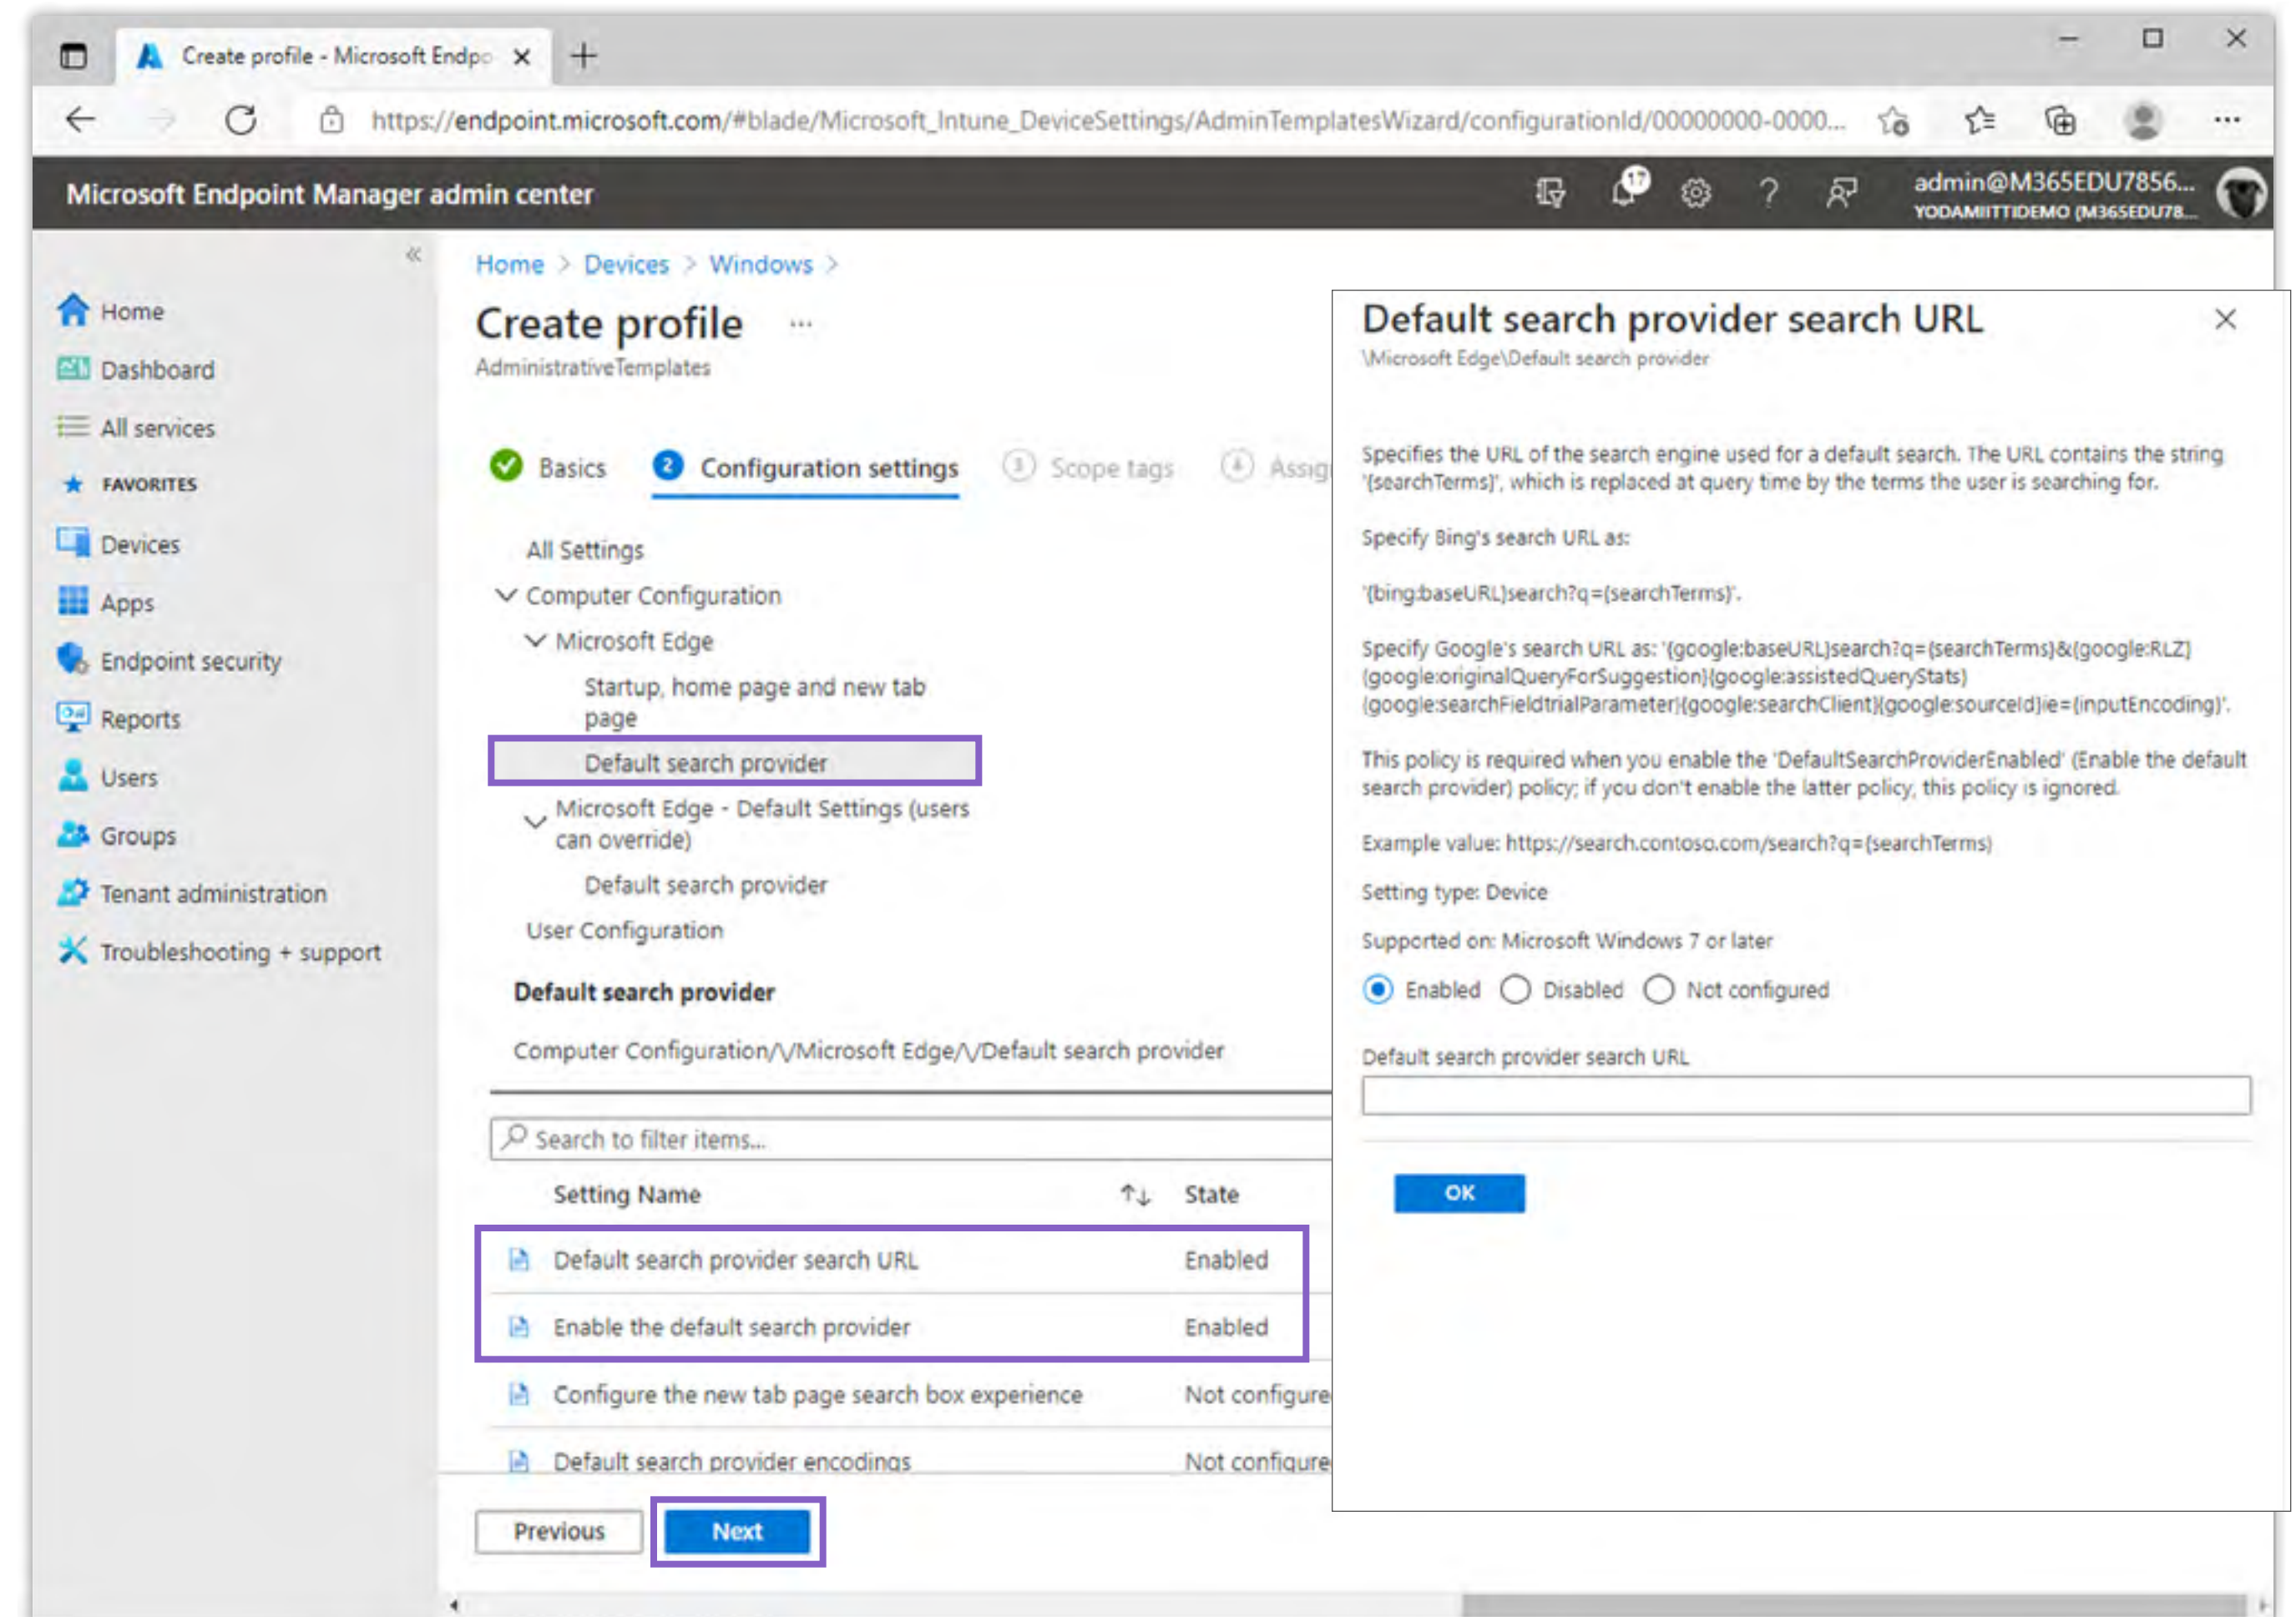 Create profile - Microsoft Endpo
https://endpoint.microsoft.com/#blade/Microsoft_Intune_DeviceSettings/AdminTemplatesWizard/configurationId/00000000-0000...
Microsoft Endpoint Manager admin center
17
admin@M365EDU7856...
YODAMIITTIDEMO (M365EDU78...
Home
Dashboard
All services
FAVORITES
Devices
Apps
Endpoint security
Reports
Users
Groups
Tenant administration
Troubleshooting + support
Home > Devices > Windows >
Create profile ...
AdministrativeTemplates
Basics
2 Configuration settings
3 Scope tags
4 Assig
All Settings
Computer Configuration
Microsoft Edge
Startup, home page and new tab
page
Default search provider
Microsoft Edge - Default Settings (users
can override)
Default search provider
User Configuration
Default search provider
Computer Configuration/\/Microsoft Edge/\/Default search provider
Search to filter items...
Setting Name State
Default search provider search URL Enabled
Enable the default search provider Enabled
Configure the new tab page search box experience Not configure
Default search provider encodings Not configure
Previous
Next
Default search provider search URL
\Microsoft Edge\Default search provider
Specifies the URL of the search engine used for a default search. The URL contains the string
'{searchTerms}', which is replaced at query time by the terms the user is searching for.
Specify Bing's search URL as:
'{bing:baseURL}search?q={searchTerms}'.
Specify Google's search URL as: '{google:baseURL}search?q={searchTerms}&{google:RLZ}
{google:originalQueryForSuggestion}{google:assistedQueryStats}
{google:searchFieldtrialParameter}{google:searchClient}{google:sourceId}ie={inputEncoding}'.
This policy is required when you enable the 'DefaultSearchProviderEnabled' (Enable the default
search provider) policy; if you don't enable the latter policy, this policy is ignored.
Example value: https://search.contoso.com/search?q={searchTerms}
Setting type: Device
Supported on: Microsoft Windows 7 or later
Enabled Disabled Not configured
Default search provider search URL
OK